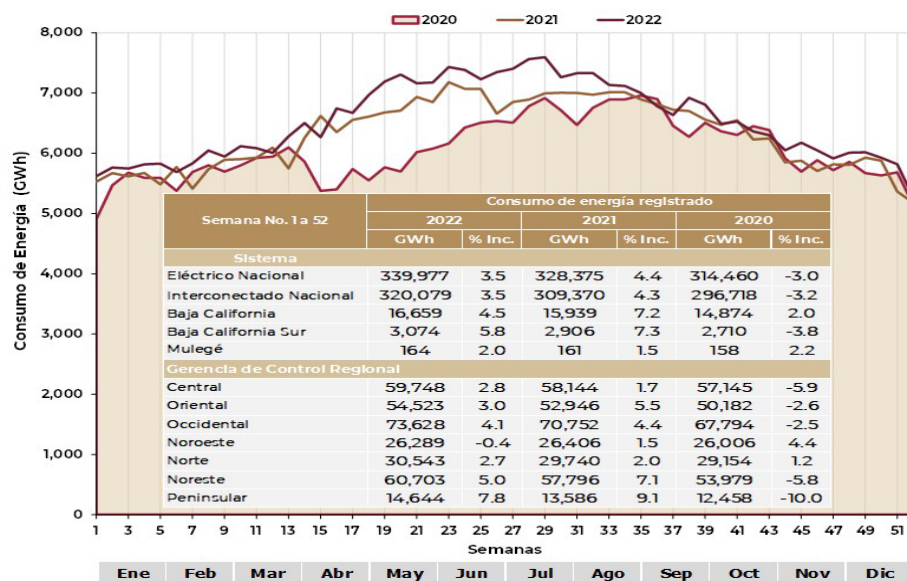 2020 2021 2022
8,000
7,000
6,000
5,000
4,000
3,000
2,000
1,000
0
Consumo de Energía (GWh)
Semana No. 1 a 52
Consumo de energía registrado
2022 2021 2020
GWh % Inc. GWh % Inc. GWh % Inc.
Sistema
Eléctrico Nacional 339,977 3.5 328,375 4.4 314,460 -3.0
Interconectado Nacional 320,079 3.5 309,370 4.3 296,718 -3.2
Baja California 16,659 4.5 15,939 7.2 14,874 2.0
Baja California Sur 3,074 5.8 2,906 7.3 2,710 -3.8
Mulegé 164 2.0 161 1.5 158 2.2
Gerencia de Control Regional
Central 59,748 2.8 58,144 1.7 57,145 -5.9
Oriental 54,523 3.0 52,946 5.5 50,182 -2.6
Occidental 73,628 4.1 70,752 4.4 67,794 -2.5
Noroeste 26,289 -0.4 26,406 1.5 26,006 4.4
Norte 30,543 2.7 29,740 2.0 29,154 1.2
Noreste 60,703 5.0 57,796 7.1 53,979 -5.8
Peninsular 14,644 7.8 13,586 9.1 12,458 -10.0
1 3 5 7 9 11 13 15 17 19 21 23 25 27 29 31 33 35 37 39 41 43 45 47 49 51
Semanas
Ene Feb Mar Abr May Jun Jul Ago Sep Oct Nov Dic